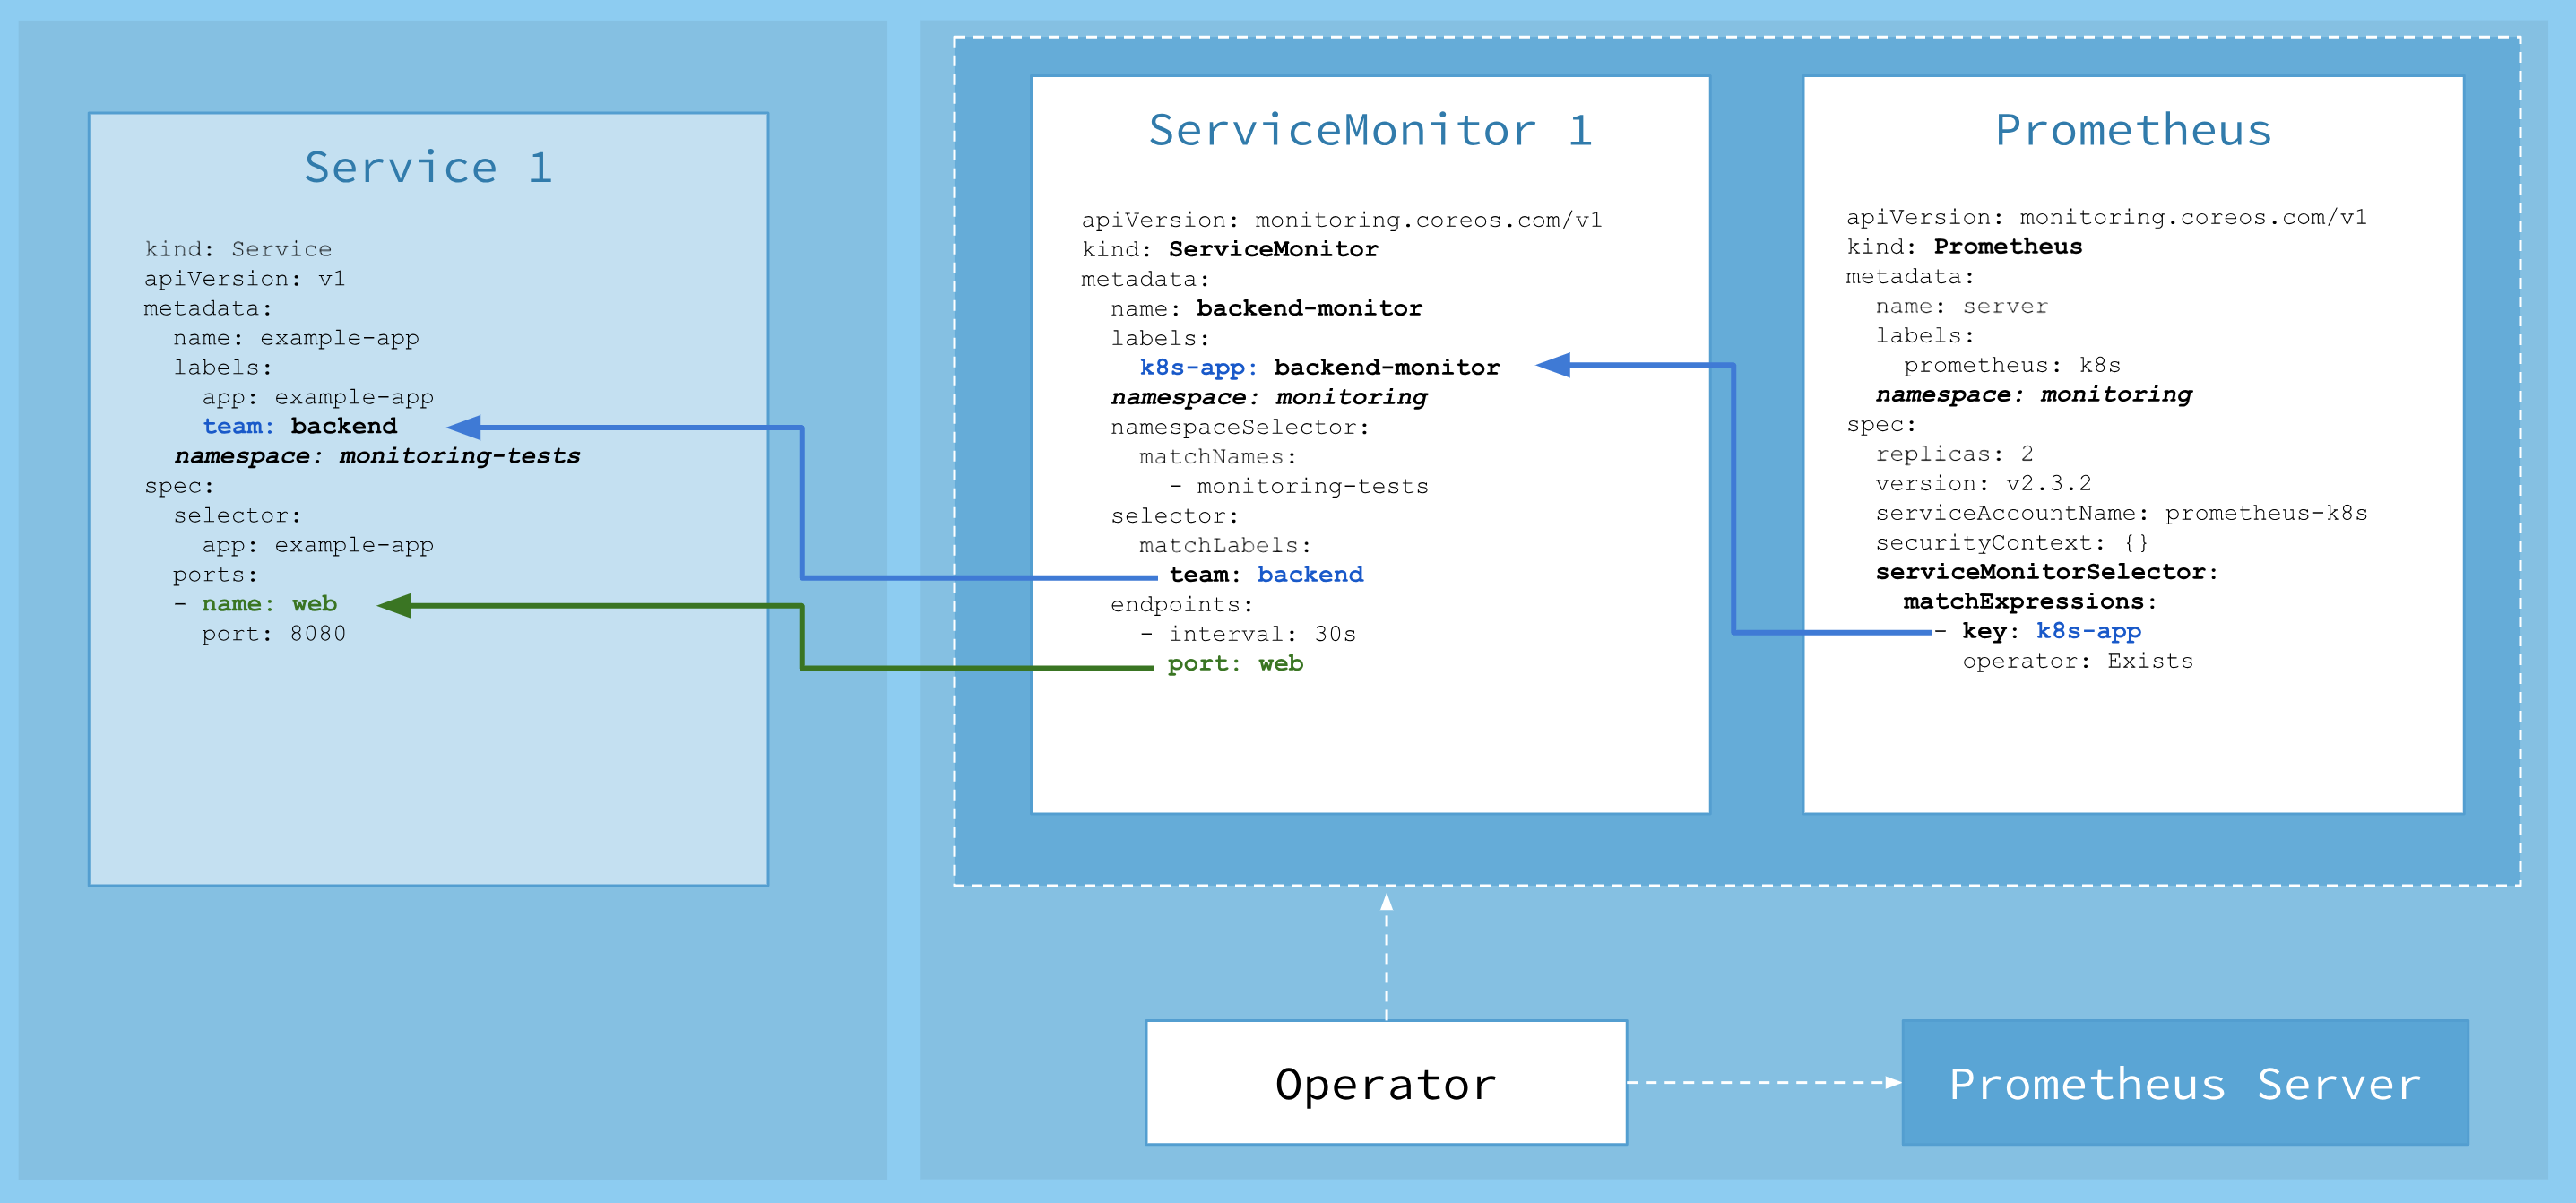 Service 1
kind: Service
apiVersion: v1
metadata:
  name: example-app
  labels:
    app: example-app
    team: backend
  namespace: monitoring-tests
spec:
  selector:
    app: example-app
  ports:
  - name: web
    port: 8080
ServiceMonitor 1
apiVersion: monitoring.coreos.com/v1
kind: ServiceMonitor
metadata:
  name: backend-monitor
  labels:
    k8s-app: backend-monitor
  namespace: monitoring
  namespaceSelector:
    matchNames:
      - monitoring-tests
  selector:
    matchLabels:
      team: backend
  endpoints:
    - interval: 30s
      port: web
Prometheus
apiVersion: monitoring.coreos.com/v1
kind: Prometheus
metadata:
  name: server
  labels:
    prometheus: k8s
  namespace: monitoring
spec:
  replicas: 2
  version: v2.3.2
  serviceAccountName: prometheus-k8s
  securityContext: {}
  serviceMonitorSelector:
    matchExpressions:
      - key: k8s-app
        operator: Exists
Operator
Prometheus Server